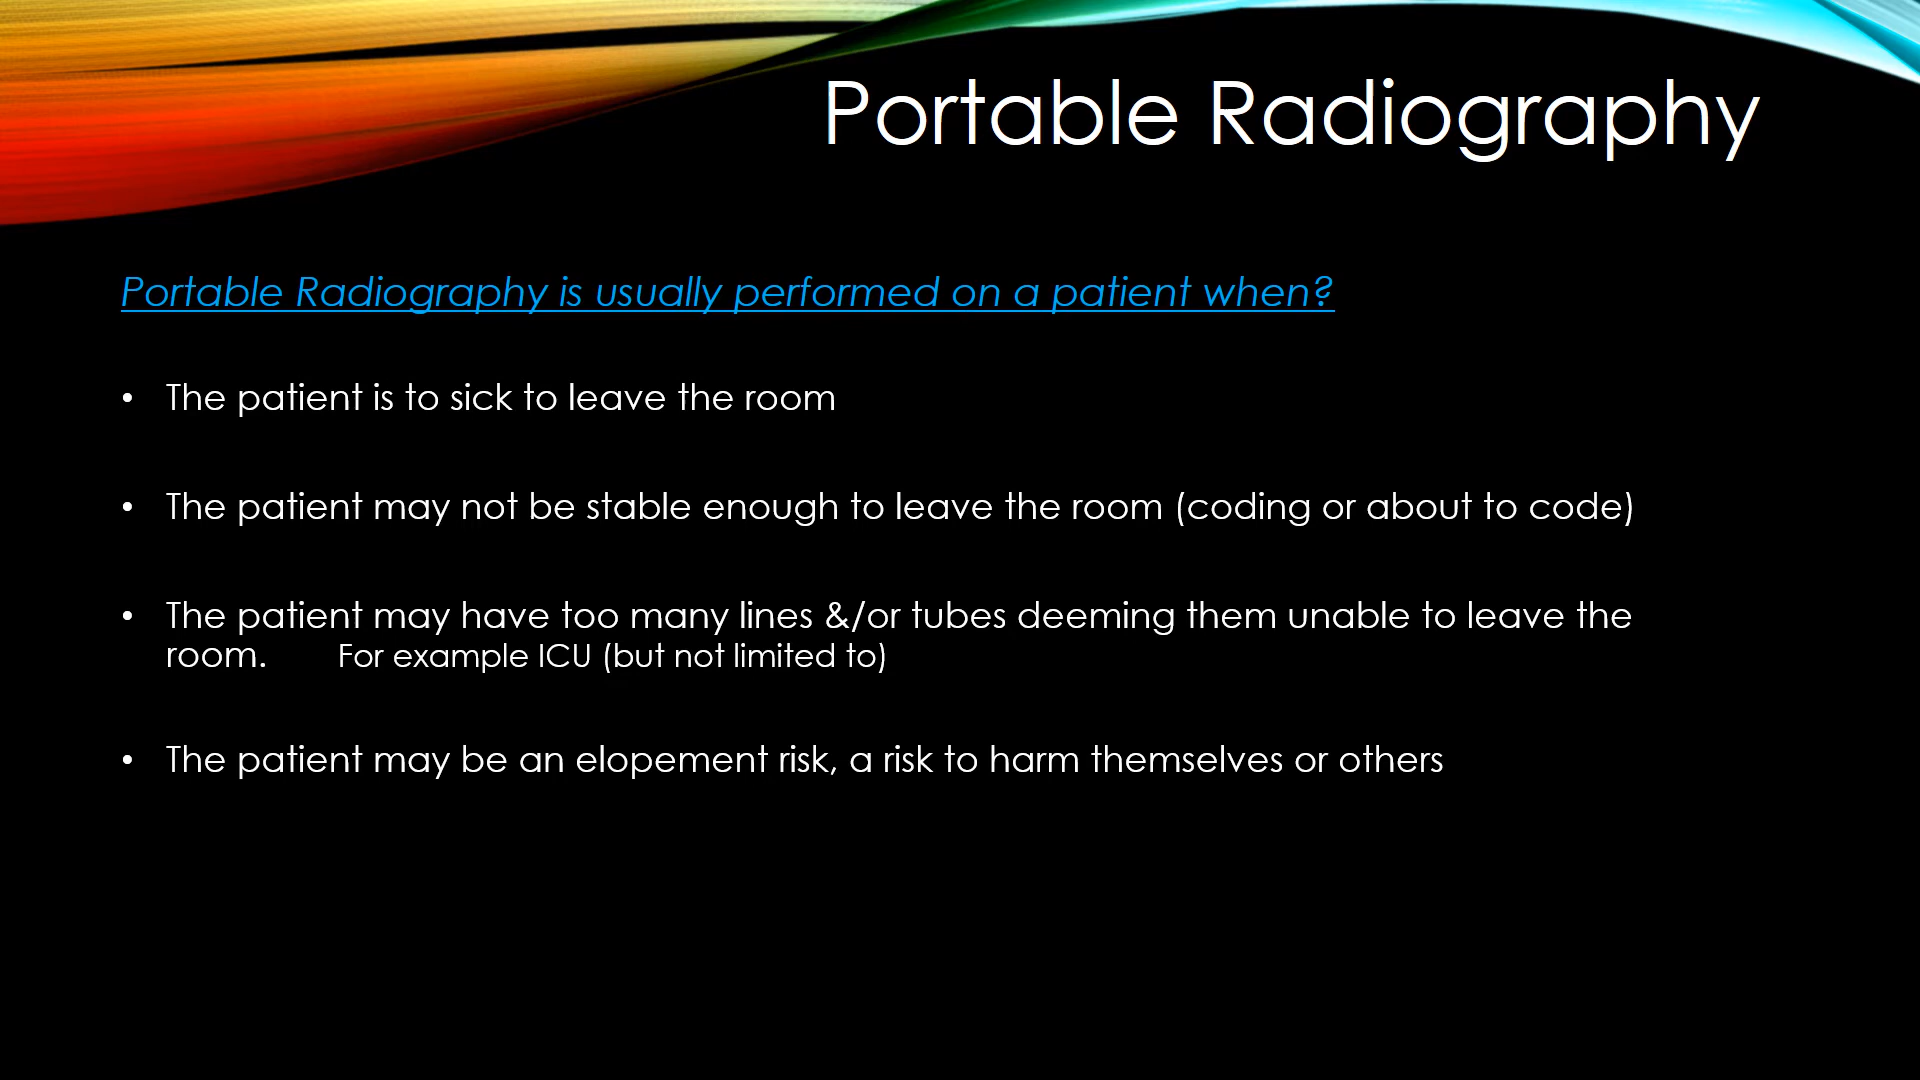 Portable Radiography
Portable Radiography is usually performed on a patient when?
• The patient is to sick to leave the room
• The patient may not be stable enough to leave the room (coding or about to code)
• The patient may have too many lines &/or tubes deeming them unable to leave the
room. For example ICU (but not limited to)
• The patient may be an elopement risk, a risk to harm themselves or others